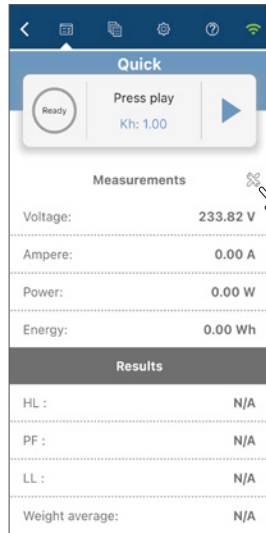 Quick
Ready
Press play
Kh: 1.00
Measurements
Voltage: 233.82 V
Ampere: 0.00 A
Power: 0.00 W
Energy: 0.00 Wh
Results
HL : N/A
PF : N/A
LL : N/A
Weight average: N/A